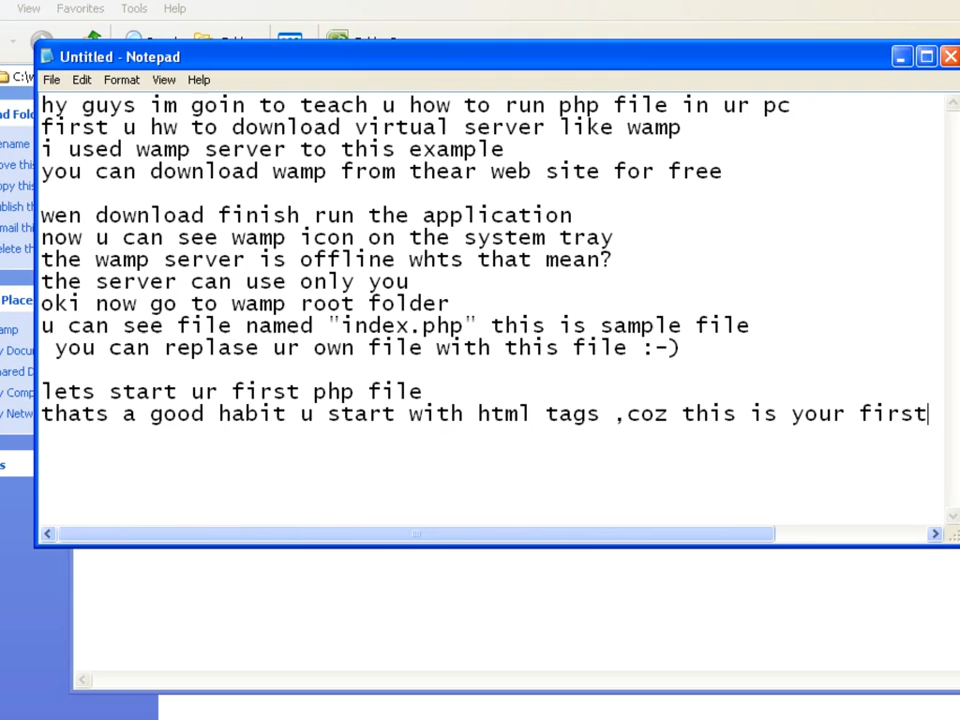 View Favorites Tools Help
Untitled - Notepad
File Edit Format View Help
C:\w
hy guys im goin to teach u how to run php file in ur pc
first u hw to download virtual server like wamp
i used wamp server to this example
you can download wamp from thear web site for free
wen download finish run the application
now u can see wamp icon on the system tray
the wamp server is offline whts that mean?
the server can use only you
oki now go to wamp root folder
u can see file named "index.php" this is sample file
you can replase ur own file with this file :-)
lets start ur first php file
thats a good habit u start with html tags ,coz this is your first